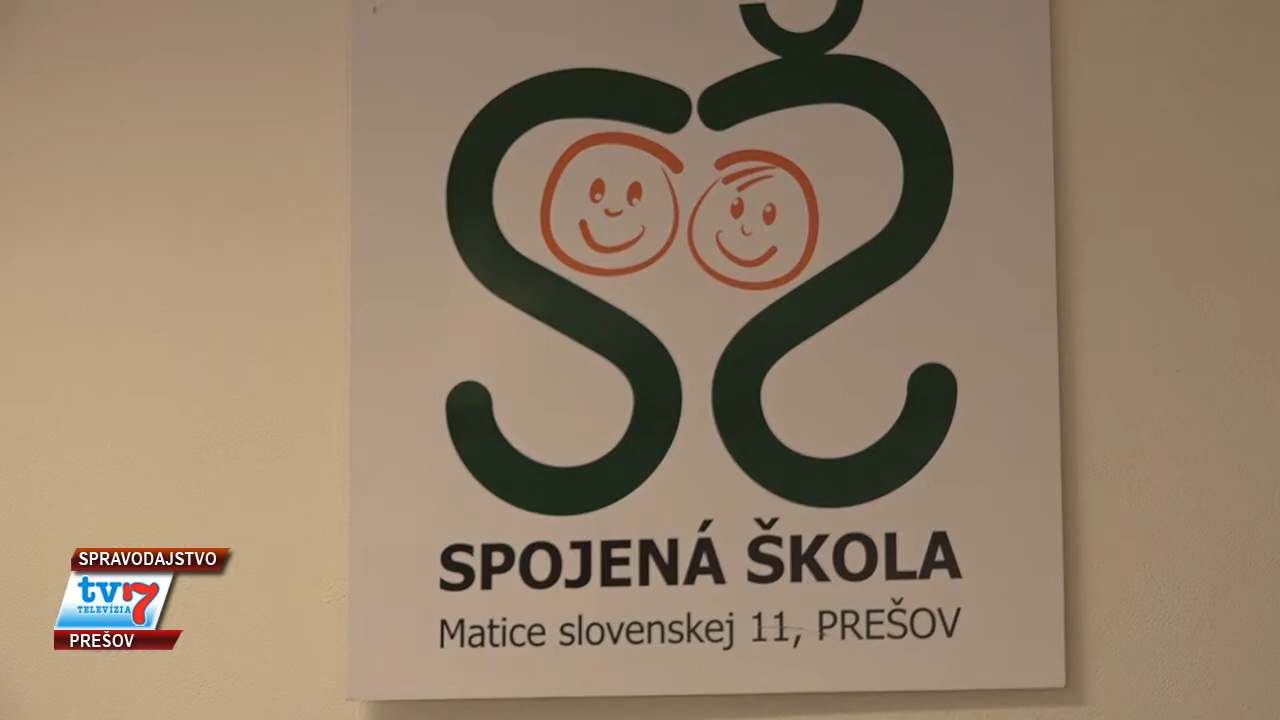 SPOJENÁ ŠKOLA
Matice slovenskej 11, PREŠOV
SPRAVODAJSTVO
tv7
TELEVÍZIA
PREŠOV